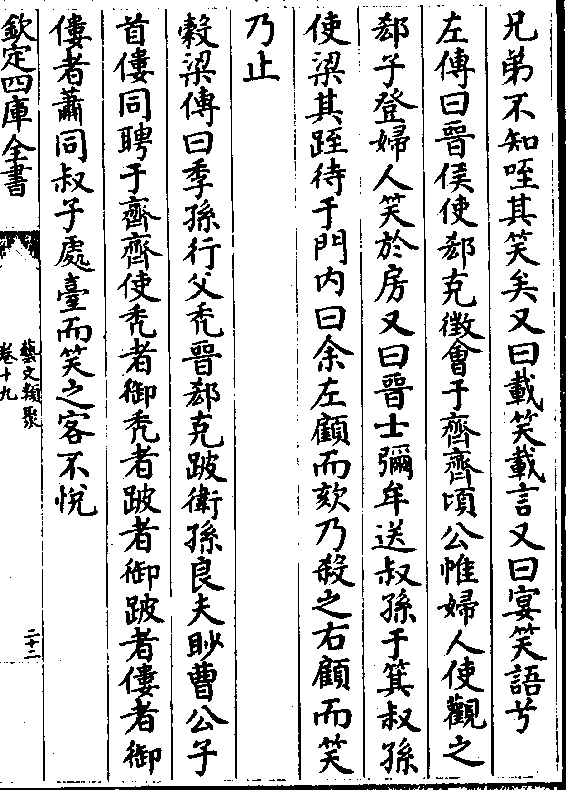 兄弟不知咥其笑矣又曰載笑載言又曰宴笑語兮
左傳曰晉侯使郤克徵會于齊齊頃公帷婦人使觀之
郤子登婦人笑於房又曰晉士彌牟送叔孫于箕叔孫
使梁其踁待于門內曰余左顧而欬乃殺之右顧而笑
乃止
穀梁傳曰季孫行父禿晉郤克跛衛孫良夫眇曹公子
首僂同聘于齊齊使禿者御禿者跛者御跛者僂者御
僂者蕭同叔子處臺而笑之客不悅
欽定四庫全書
藝文類聚
卷十九
二十二